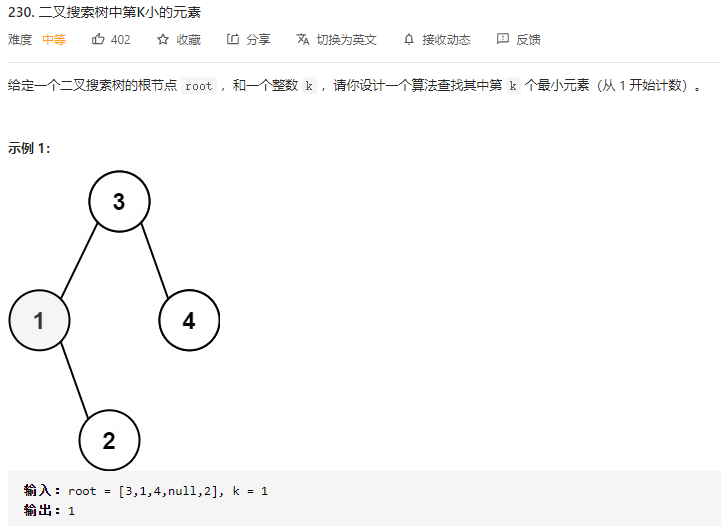 230. 二叉搜索树中第K小的元素
难度 中等 402 收藏 分享 切换为英文 接收动态 反馈
给定一个二叉搜索树的根节点 root ，和一个整数 k ，请你设计一个算法查找其中第 k 个最小元素（从 1 开始计数）。
示例 1：
3
1
4
2
输入：root = [3,1,4,null,2], k = 1
输出：1